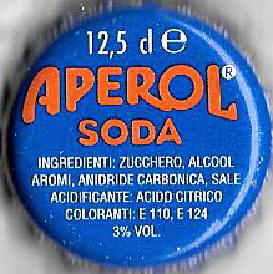 12,5 cl e
APEROL®
SODA
INGREDIENTI: ZUCCHERO, ALCOOL
AROMI, ANIDRIDE CARBONICA, SALE
ACIDIFICANTE: ACIDO CITRICO
COLORANTI: E 110, E 124
3% VOL.